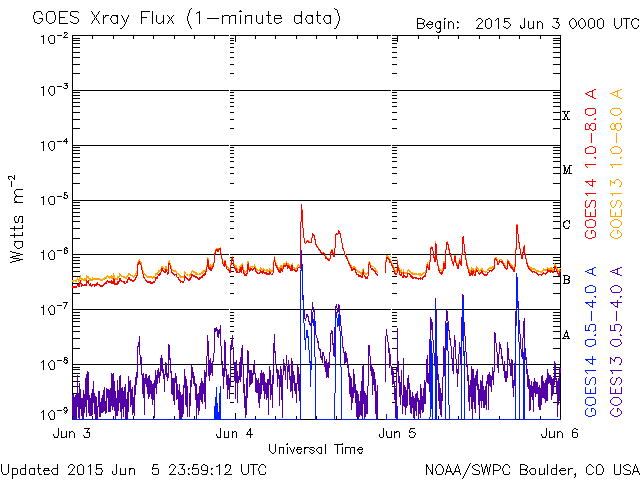 GOES Xray Flux (1-minute data)
Begin: 2015 Jun 3 0000 UTC
10-2
10-3
10-4
10-5
10-6
10-7
10-8
10-9
Watts m-2
X
M
C
B
A
GOES14 1.0-8.0 A
GOES13 1.0-8.0 A
GOES14 0.5-4.0 A
GOES13 0.5-4.0 A
Jun 3
Jun 4
Jun 5
Jun 6
Universal Time
Updated 2015 Jun 5 23:59:12 UTC
NOAA/SWPC Boulder, CO USA